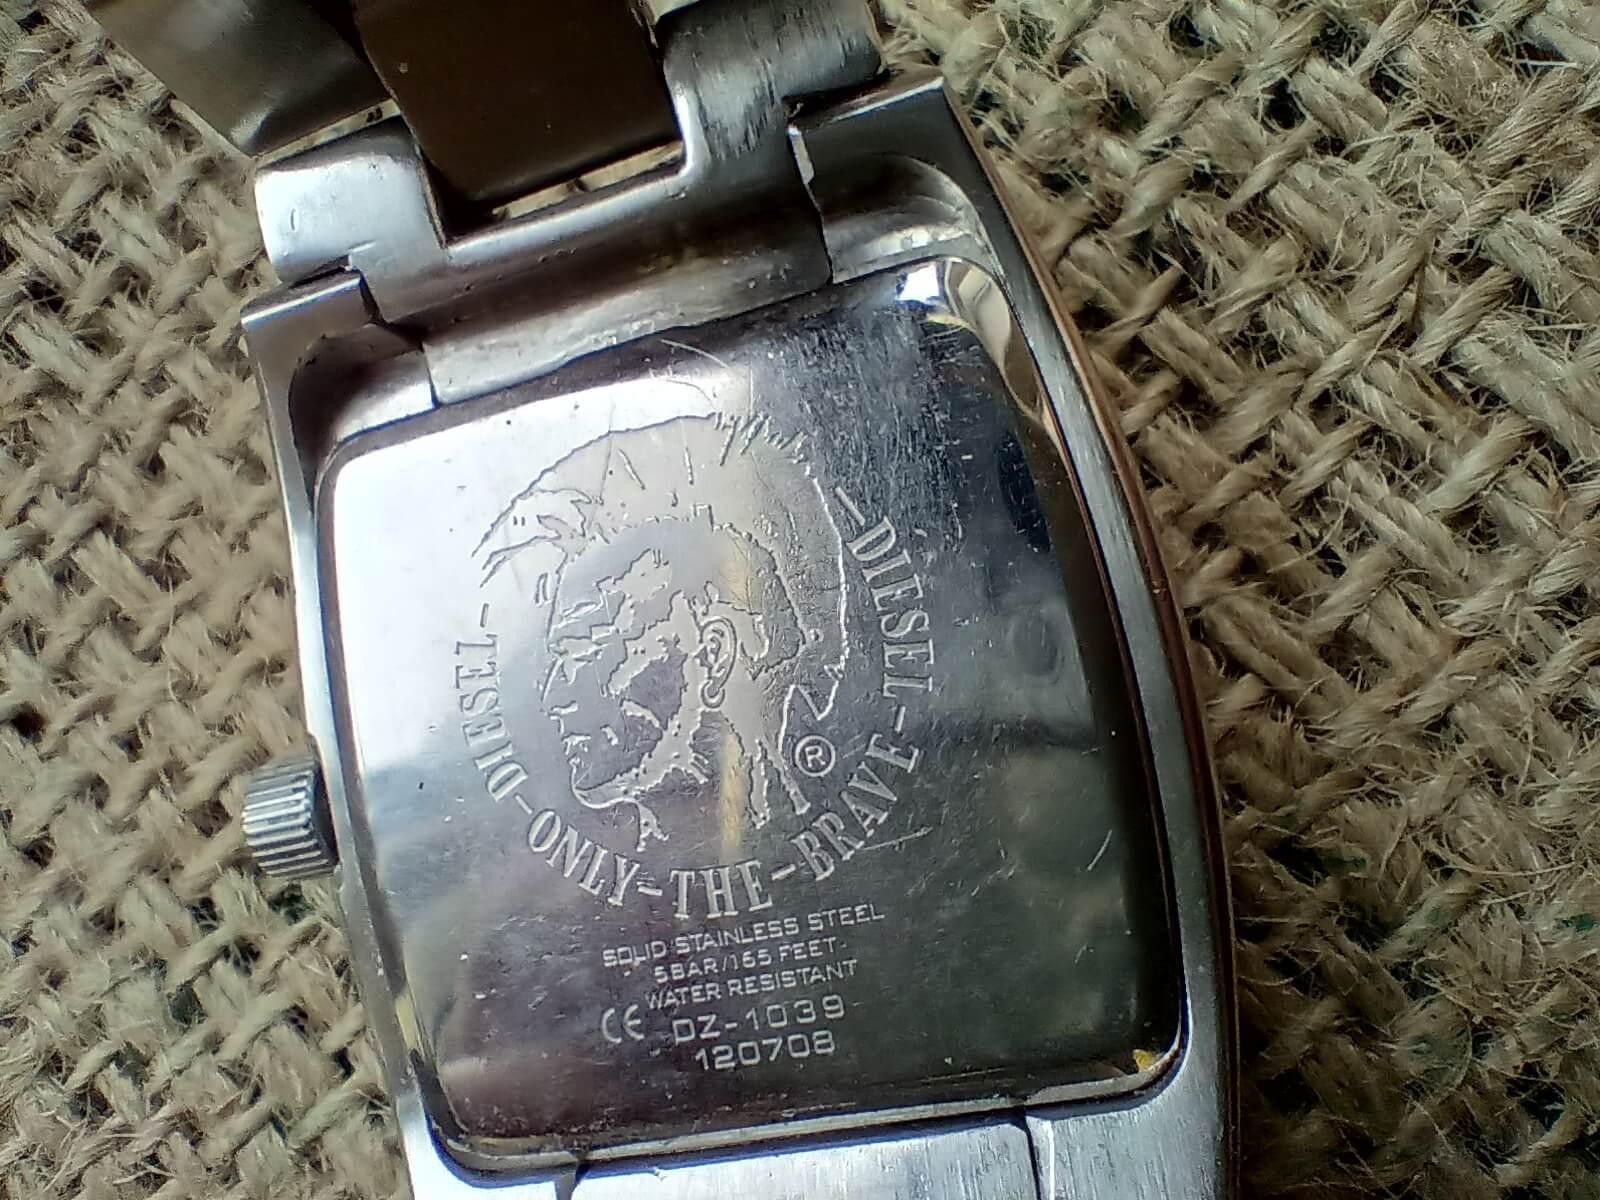 DIESEL-ONLY-THE-BRAVE-DIESEL-
®
SOLID STAINLESS STEEL
5BAR/165 FEET
WATER RESISTANT
CE DZ-1039
120708